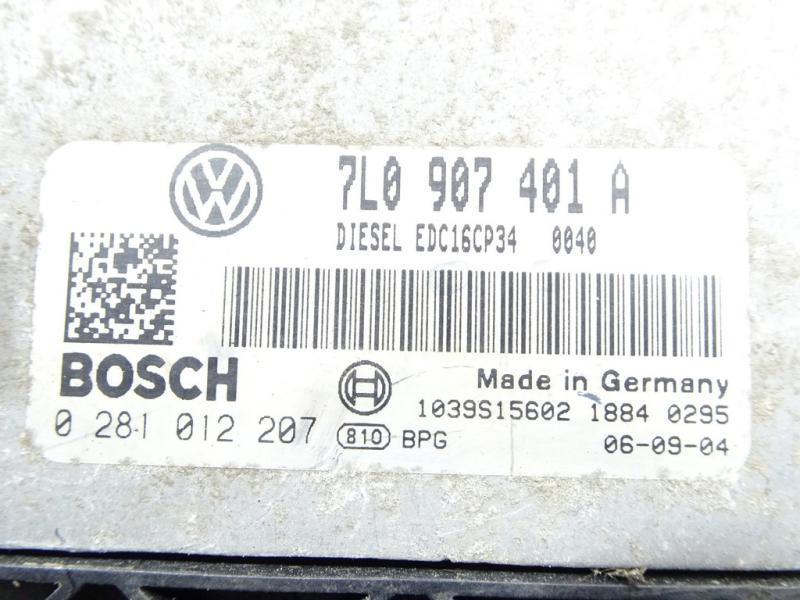 7L0 907 401 A
DIESEL EDC16CP34 0040
BOSCH
Made in Germany
1039S15602 1884 0295
0 281 012 207 810 BPG 06-09-04